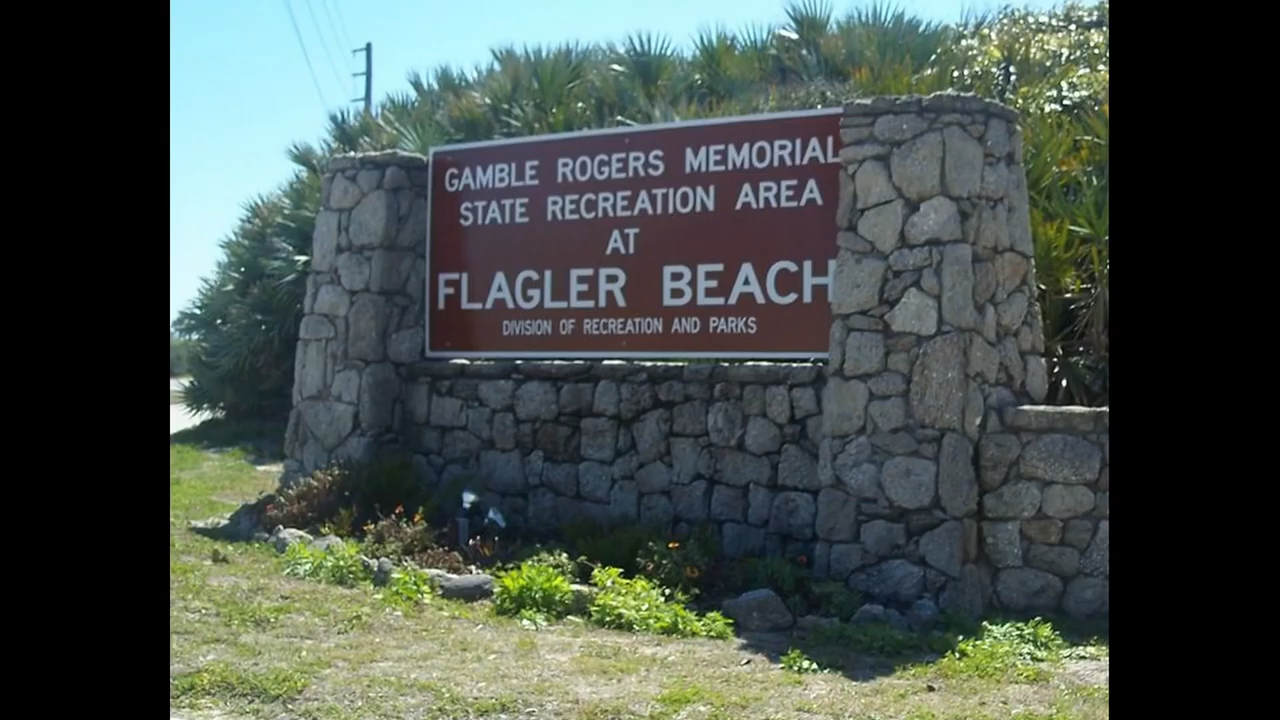 GAMBLE ROGERS MEMORIAL
STATE RECREATION AREA
AT
FLAGLER BEACH
DIVISION OF RECREATION AND PARKS